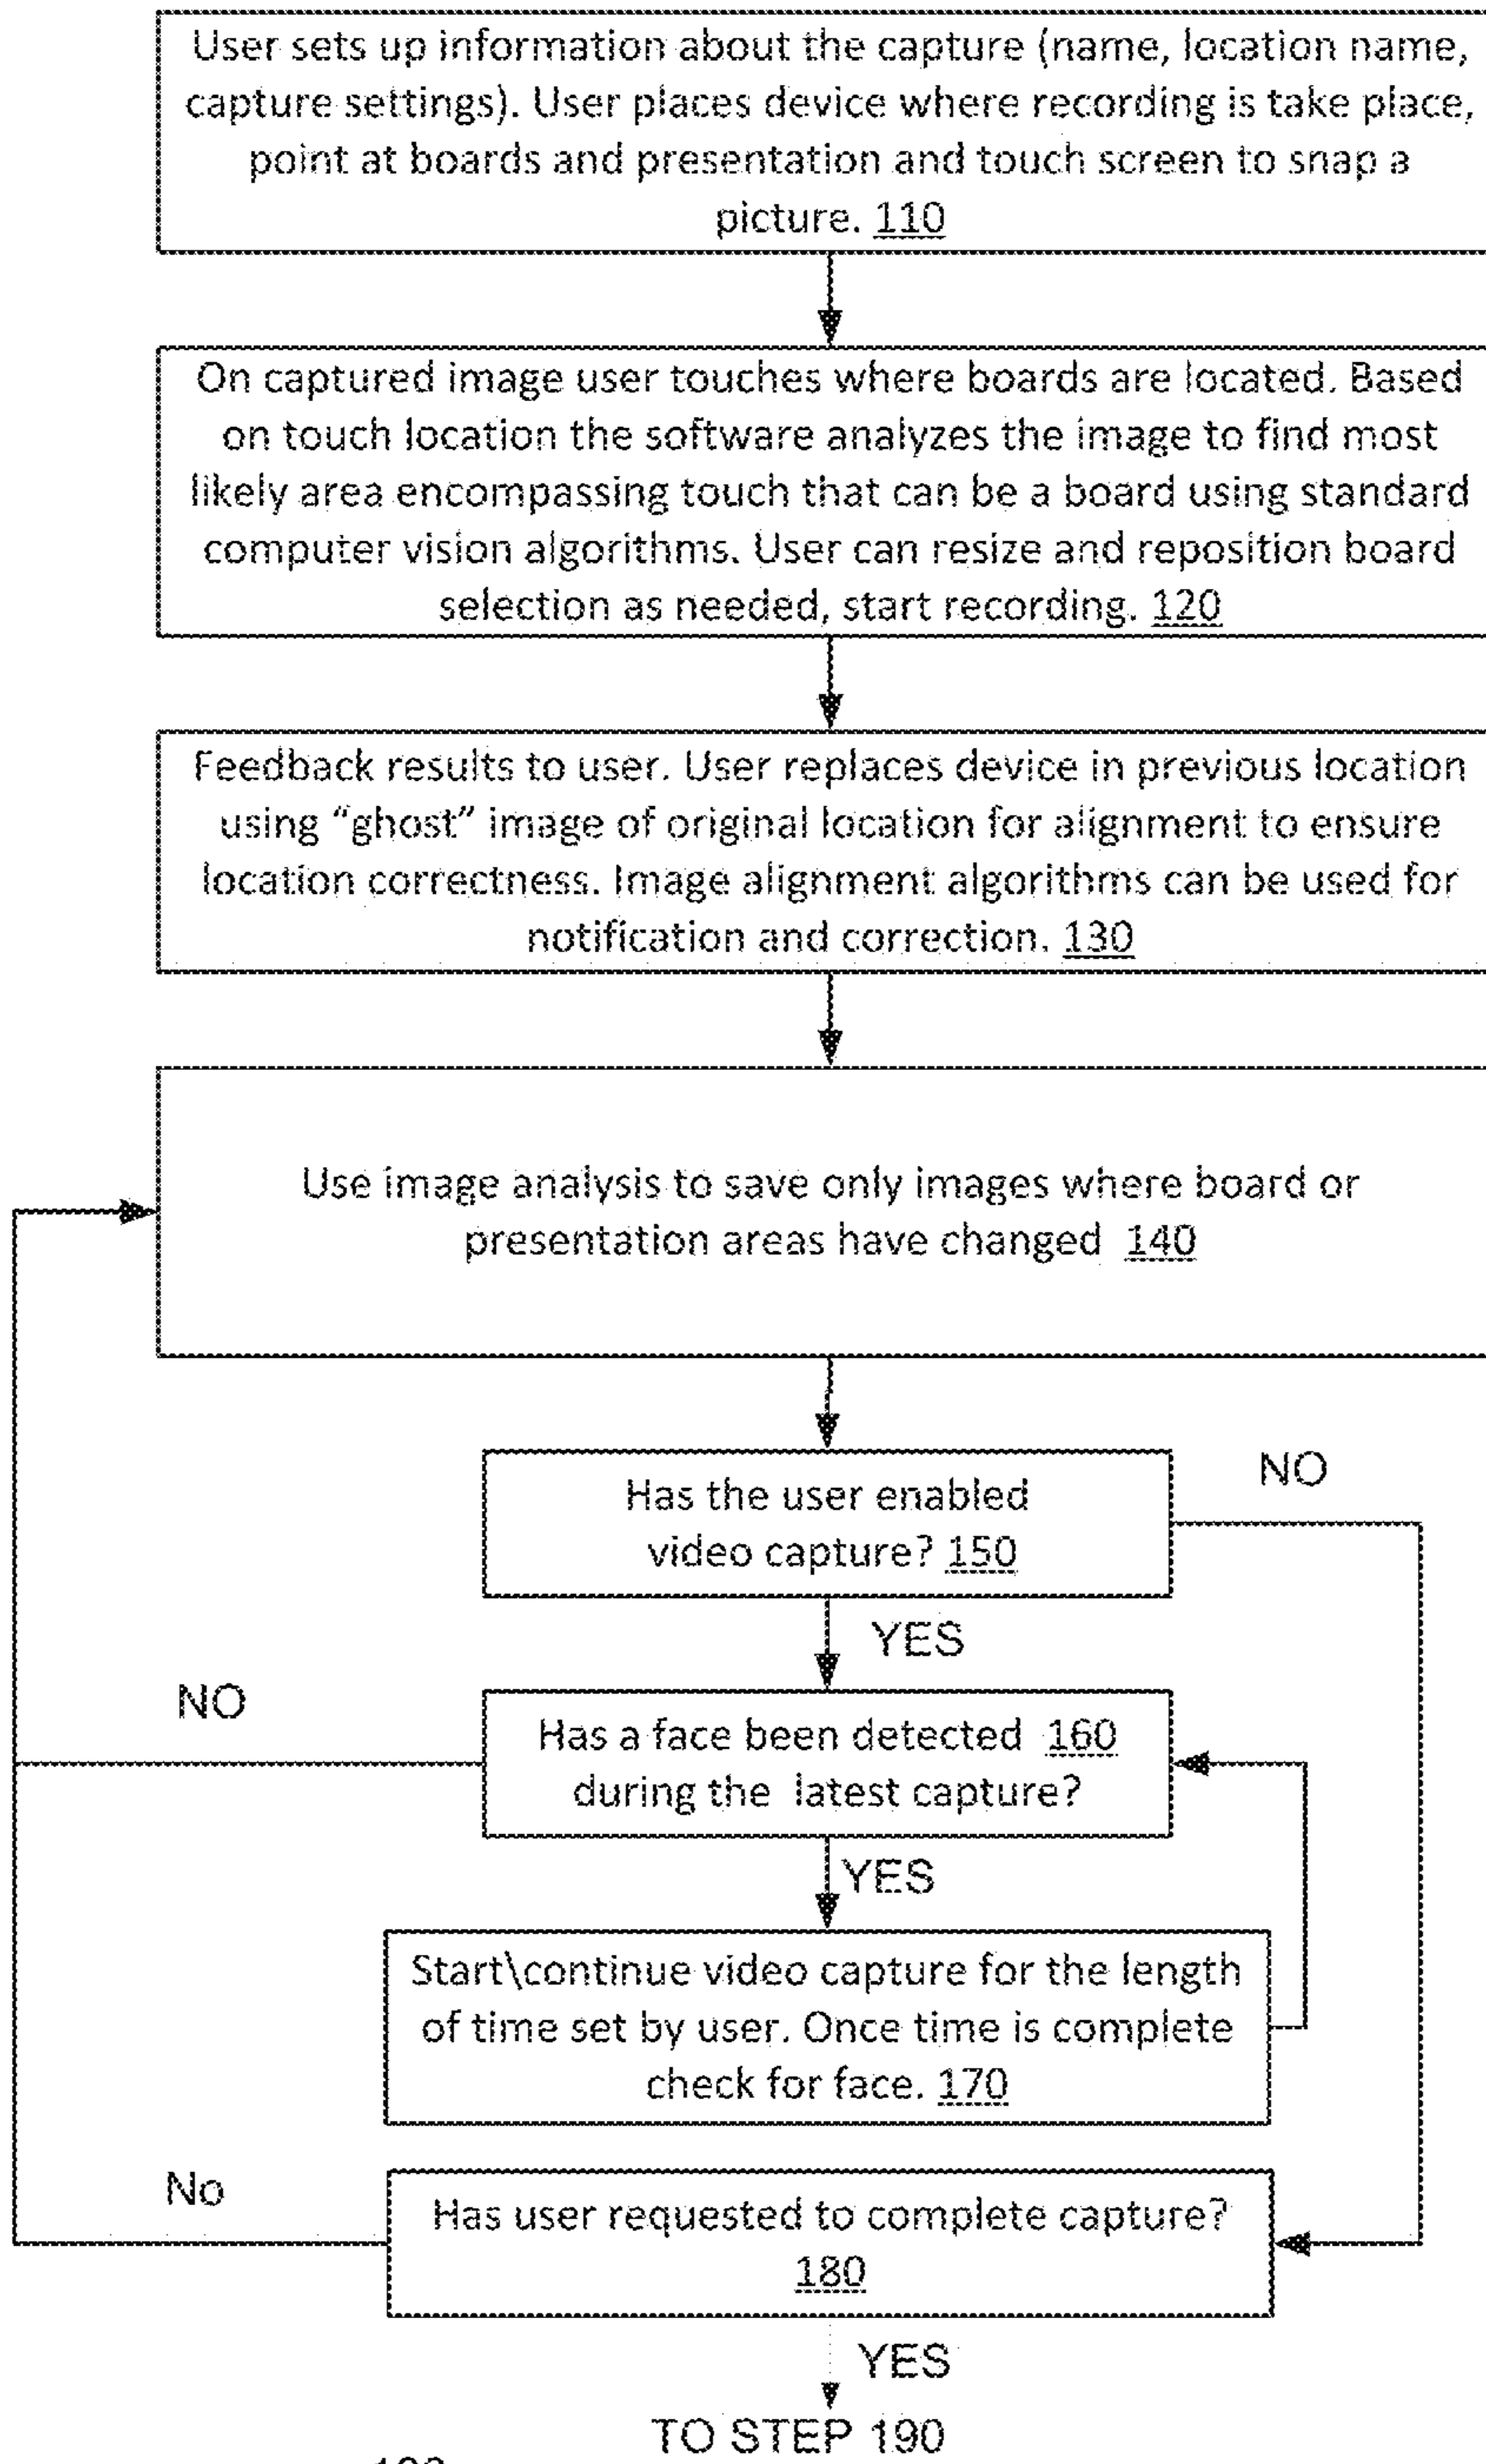 User sets up information about the capture (name, location name,
capture settings). User places device where recording is take place,
point at boards and presentation and touch screen to snap a
picture. 110
On captured image user touches where boards are located. Based
on touch location the software analyzes the image to find most
likely area encompassing touch that can be a board using standard
computer vision algorithms. User can resize and reposition board
selection as needed, start recording. 120
Feedback results to user. User replaces device in previous location
using “ghost” image of original location for alignment to ensure
location correctness. Image alignment algorithms can be used for
notification and correction. 130
Use image analysis to save only images where board or
presentation areas have changed 140
Has the user enabled
video capture? 150
NO
YES
NO
Has a face been detected 160
during the latest capture?
YES
Start\continue video capture for the length
of time set by user. Once time is complete
check for face. 170
No
Has user requested to complete capture?
180
YES
TO STEP 190